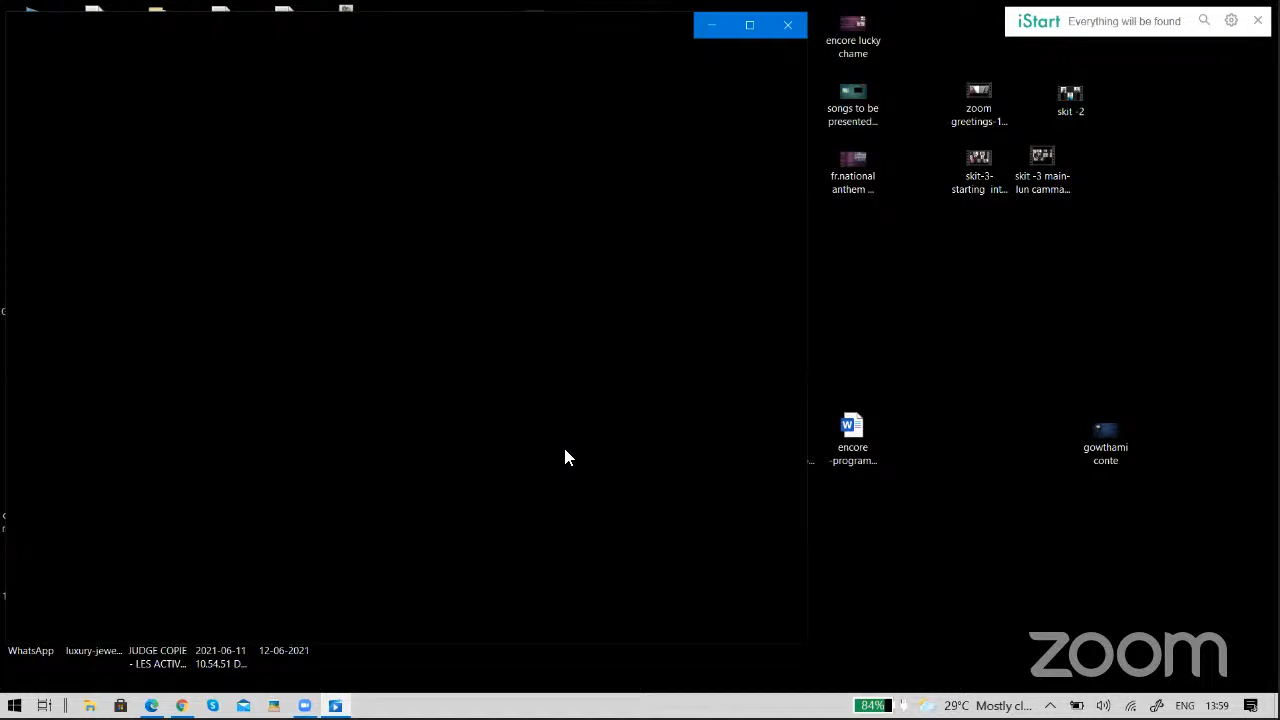 iStart Everything will be found
encore lucky
chame
songs to be
presented...
zoom
greetings-1...
skit -2
fr.national
anthem ...
skit-3-
starting int...
skit -3 main-
lun camma...
encore
-program...
gowthami
conte
WhatsApp
luxury-jewe...
JUDGE COPIE
- LES ACTIV...
2021-06-11
10.54.51 D...
12-06-2021
zoom
84%
29°C Mostly cl...
ENG
13:59